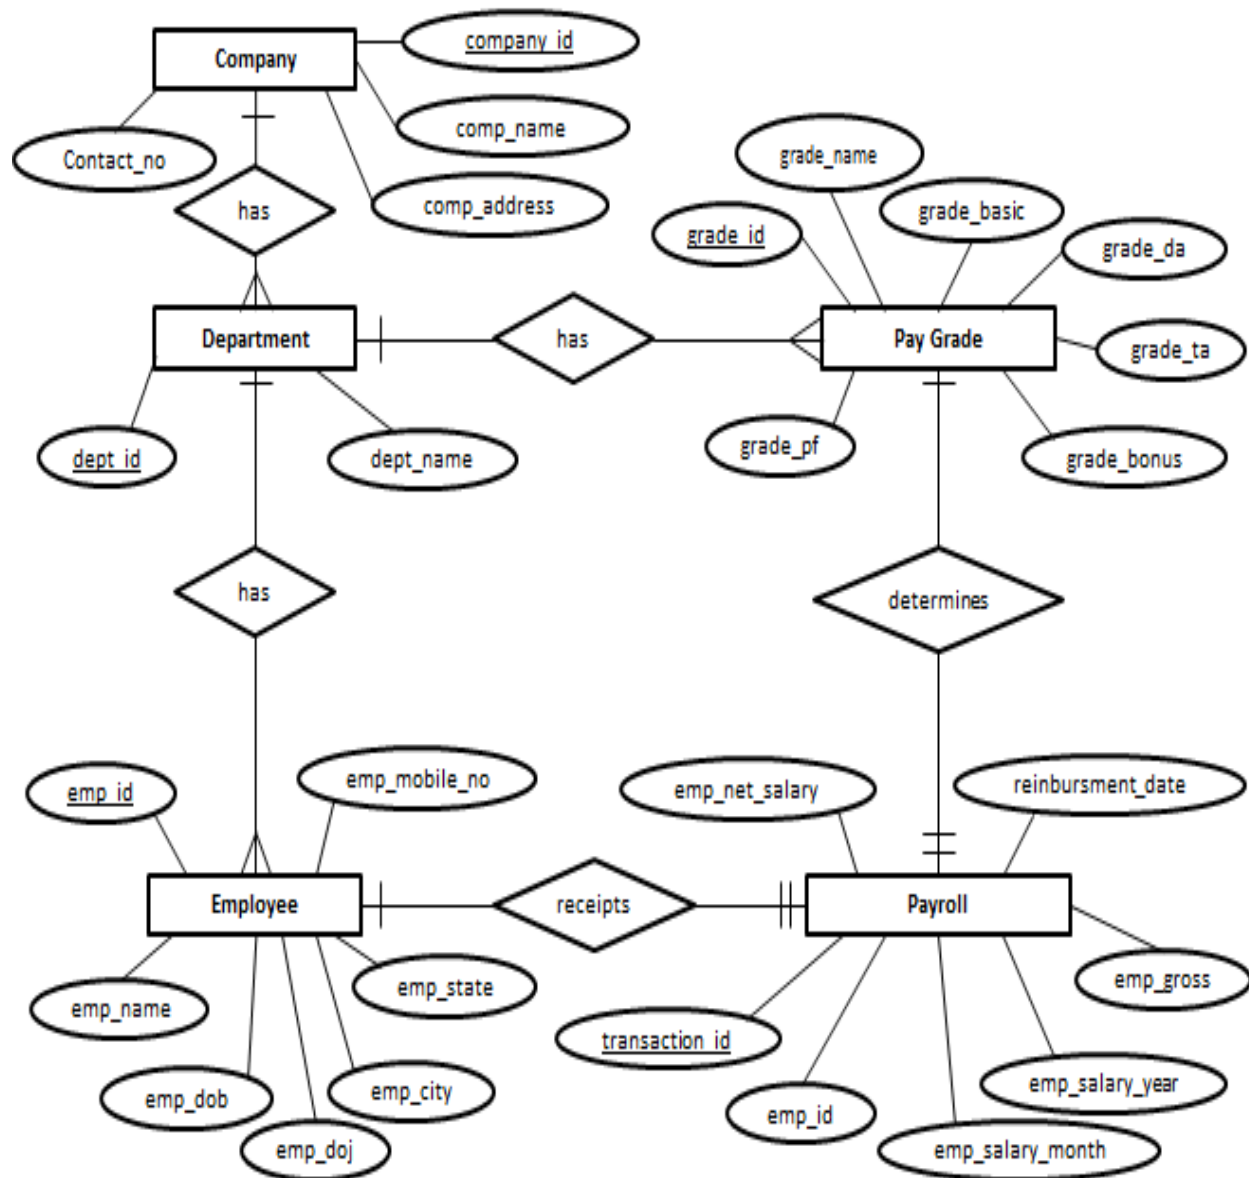 company_id
Company
comp_name
Contact_no
grade_name
comp_address
has
grade_basic
grade_id
grade_da
Department
has
Pay Grade
grade_ta
grade_pf
dept_id
dept_name
grade_bonus
has
determines
emp_mobile_no
reinbursment_date
emp_id
emp_net_salary
Employee
receipts
Payroll
emp_gross
emp_state
emp_name
transaction_id
emp_salary_year
emp_city
emp_dob
emp_id
emp_doj
emp_salary_month